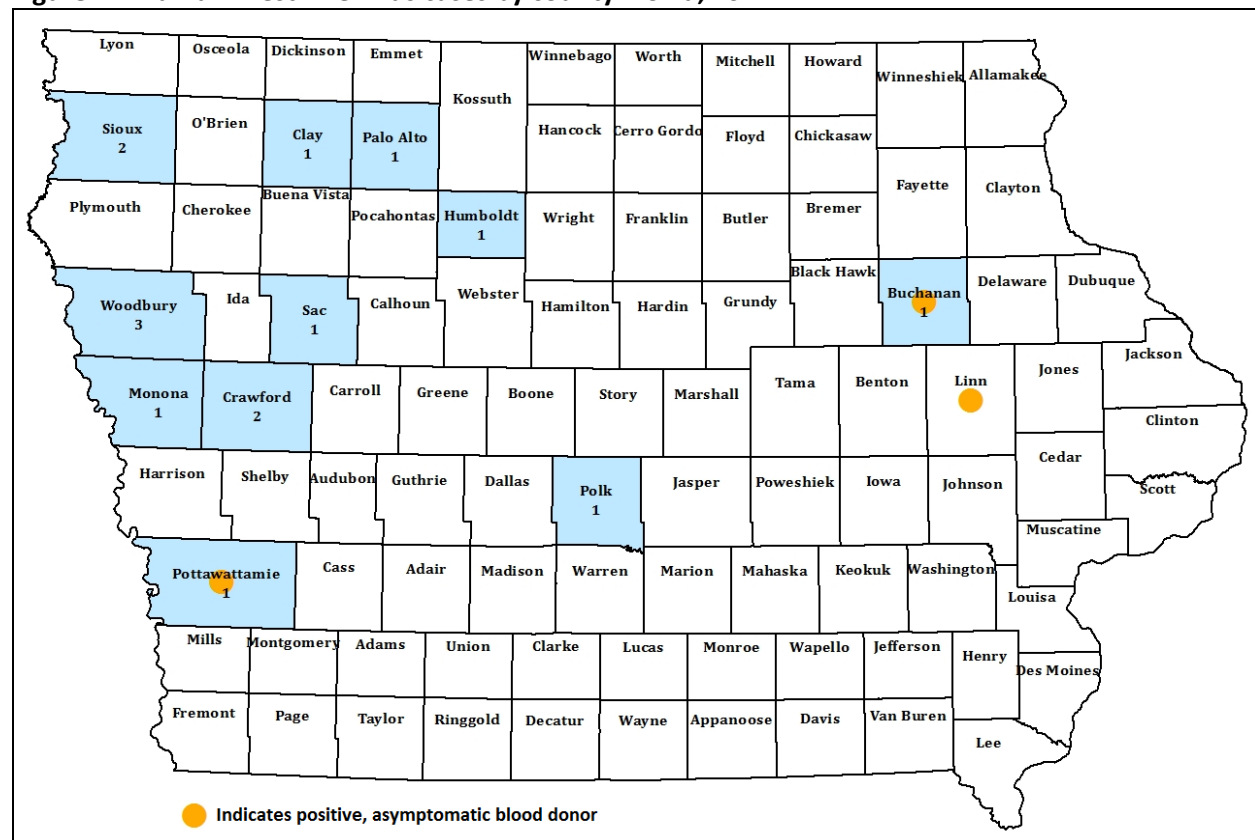 Lyon
Osceola
Dickinson
Emmet
Kossuth
Winnebago
Worth
Mitchell
Howard
Winneshiek
Allamakee
Sioux
2
O'Brien
Clay
1
Palo Alto
1
Hancock
Cerro Gordo
Floyd
Chickasaw
Fayette
Clayton
Plymouth
Cherokee
Buena Vista
Pocahontas
Humboldt
1
Wright
Franklin
Butler
Bremer
Woodbury
3
Ida
Sac
1
Calhoun
Webster
Hamilton
Hardin
Grundy
Black Hawk
Buchanan
1
Delaware
Dubuque
Monona
1
Crawford
2
Carroll
Greene
Boone
Story
Marshall
Tama
Benton
Linn
Jones
Jackson
Clinton
Harrison
Shelby
Audubon
Guthrie
Dallas
Polk
1
Jasper
Poweshiek
Iowa
Johnson
Cedar
Scott
Muscatine
Pottawattamie
1
Cass
Adair
Madison
Warren
Marion
Mahaska
Keokuk
Washington
Louisa
Mills
Montgomery
Adams
Union
Clarke
Lucas
Monroe
Wapello
Jefferson
Henry
Des Moines
Fremont
Page
Taylor
Ringgold
Decatur
Wayne
Appanoose
Davis
Van Buren
Lee
Indicates positive, asymptomatic blood donor